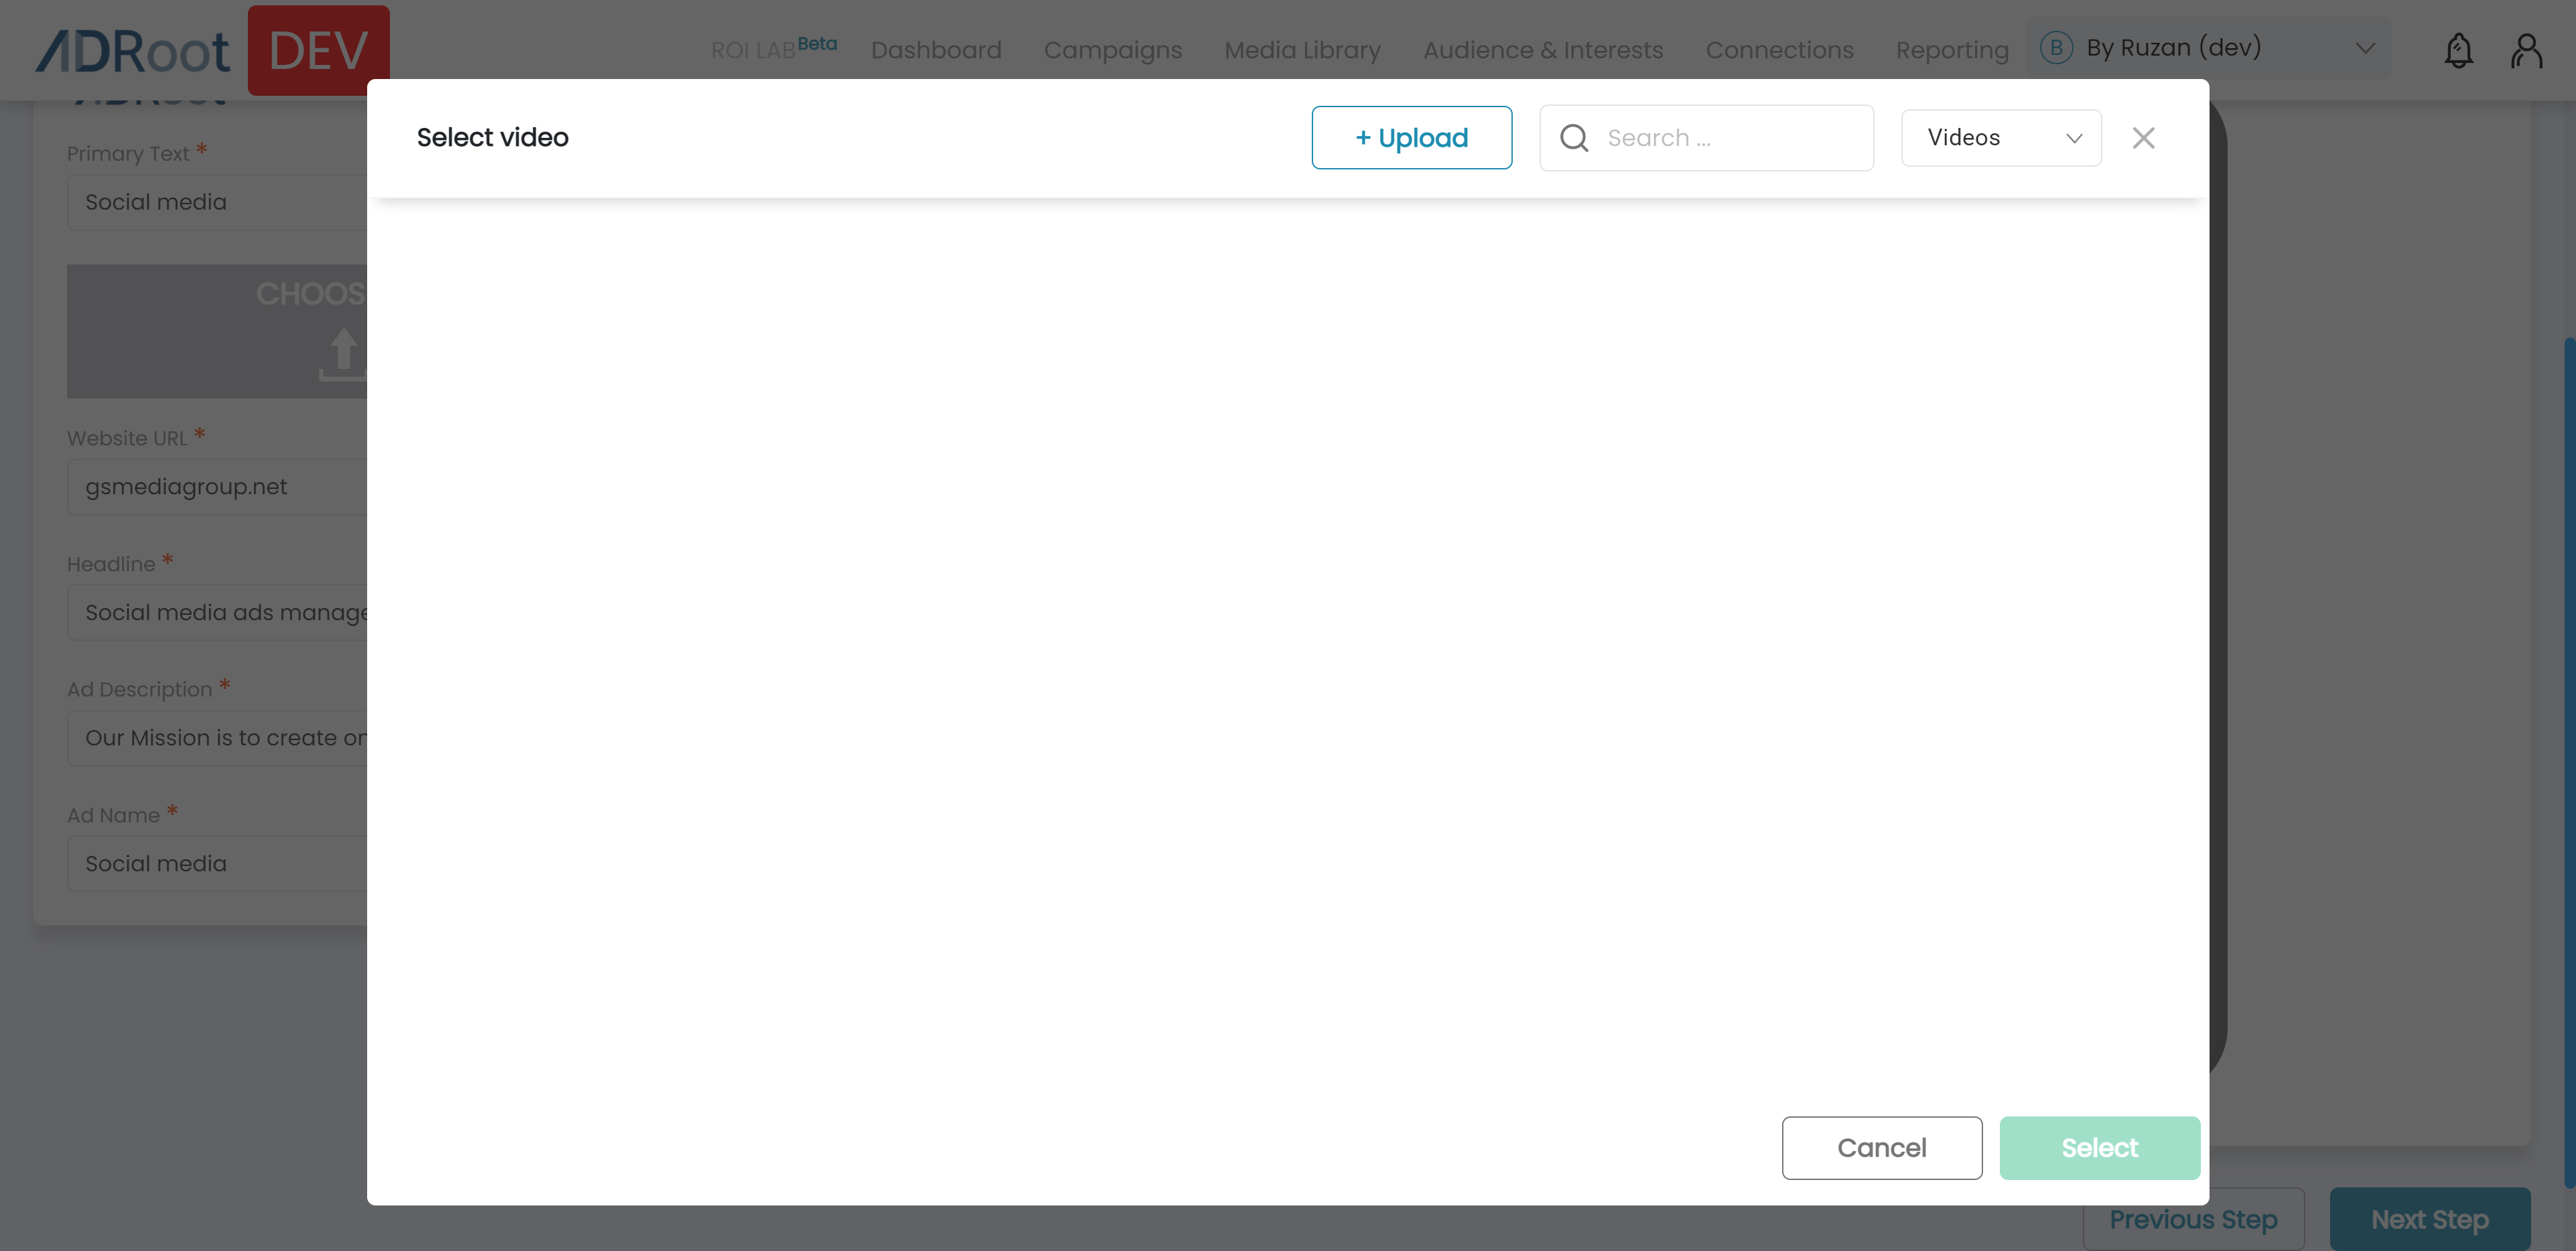 ADRoot DEV ROI LAB Beta Dashboard Campaigns Media Library Audience & Interests Connections Reporting B By Ruzan (dev)
Select video + Upload Search ... Videos
Primary Text *
Social media
CHOOS
Website URL *
gsmediagroup.net
Headline *
Social media ads manage
Ad Description *
Our Mission is to create on
Ad Name *
Social media
Cancel Select
Previous Step Next Step